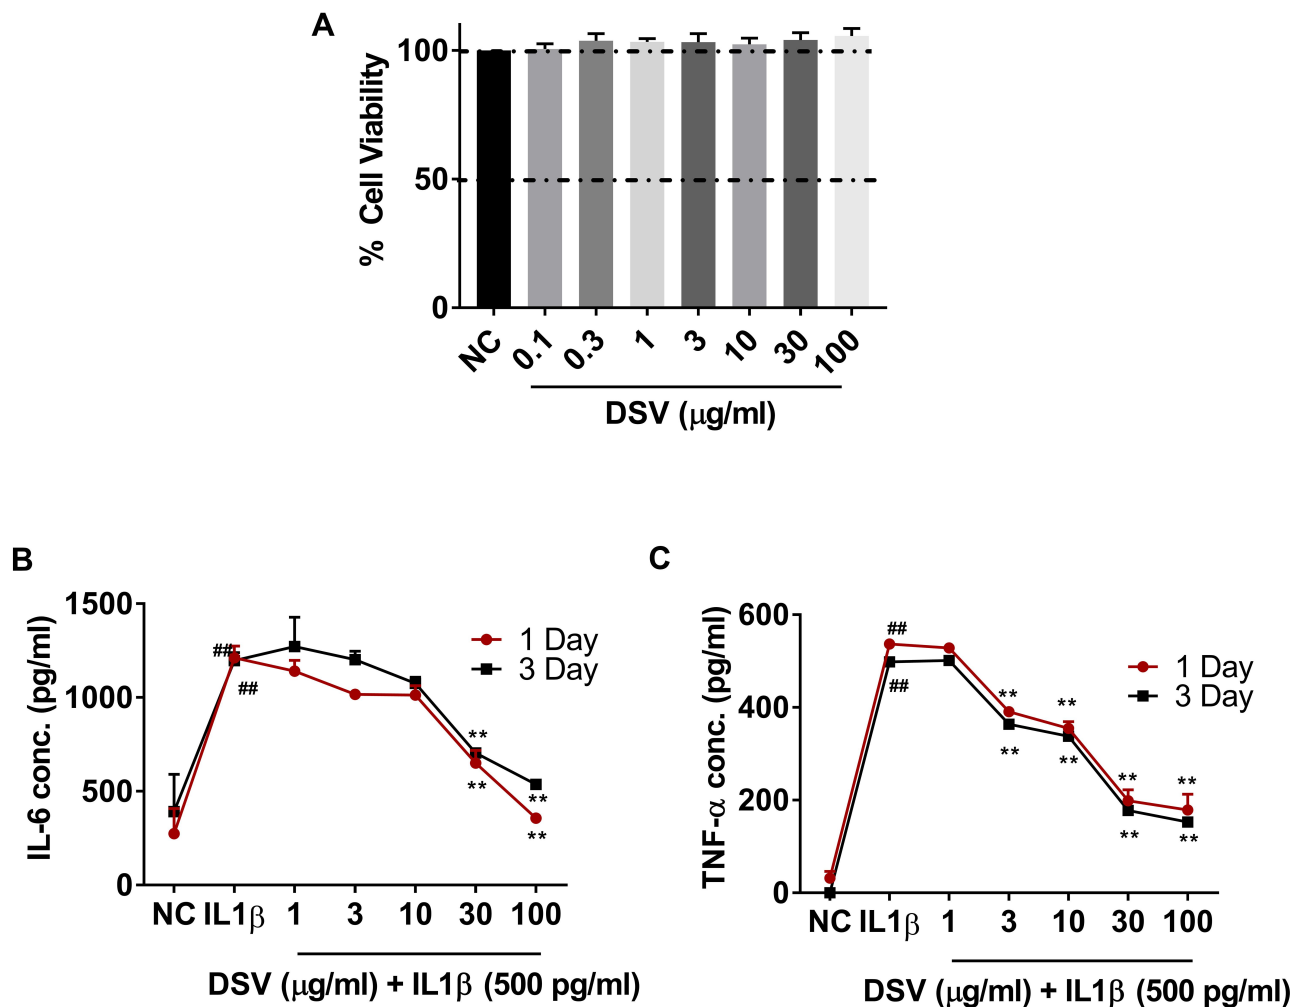 A
% Cell Viability
100
50
0
NC 0.1 0.3 1 3 10 30 100
DSV (μg/ml)
B
IL-6 conc. (pg/ml)
1500
1000
500
0
##
##
**
**
**
**
1 Day
3 Day
NC IL1β 1 3 10 30 100
DSV (μg/ml) + IL1β (500 pg/ml)
C
TNF-α conc. (pg/ml)
600
400
200
0
##
##
**
**
**
**
**
**
**
**
1 Day
3 Day
NC IL1β 1 3 10 30 100
DSV (μg/ml) + IL1β (500 pg/ml)